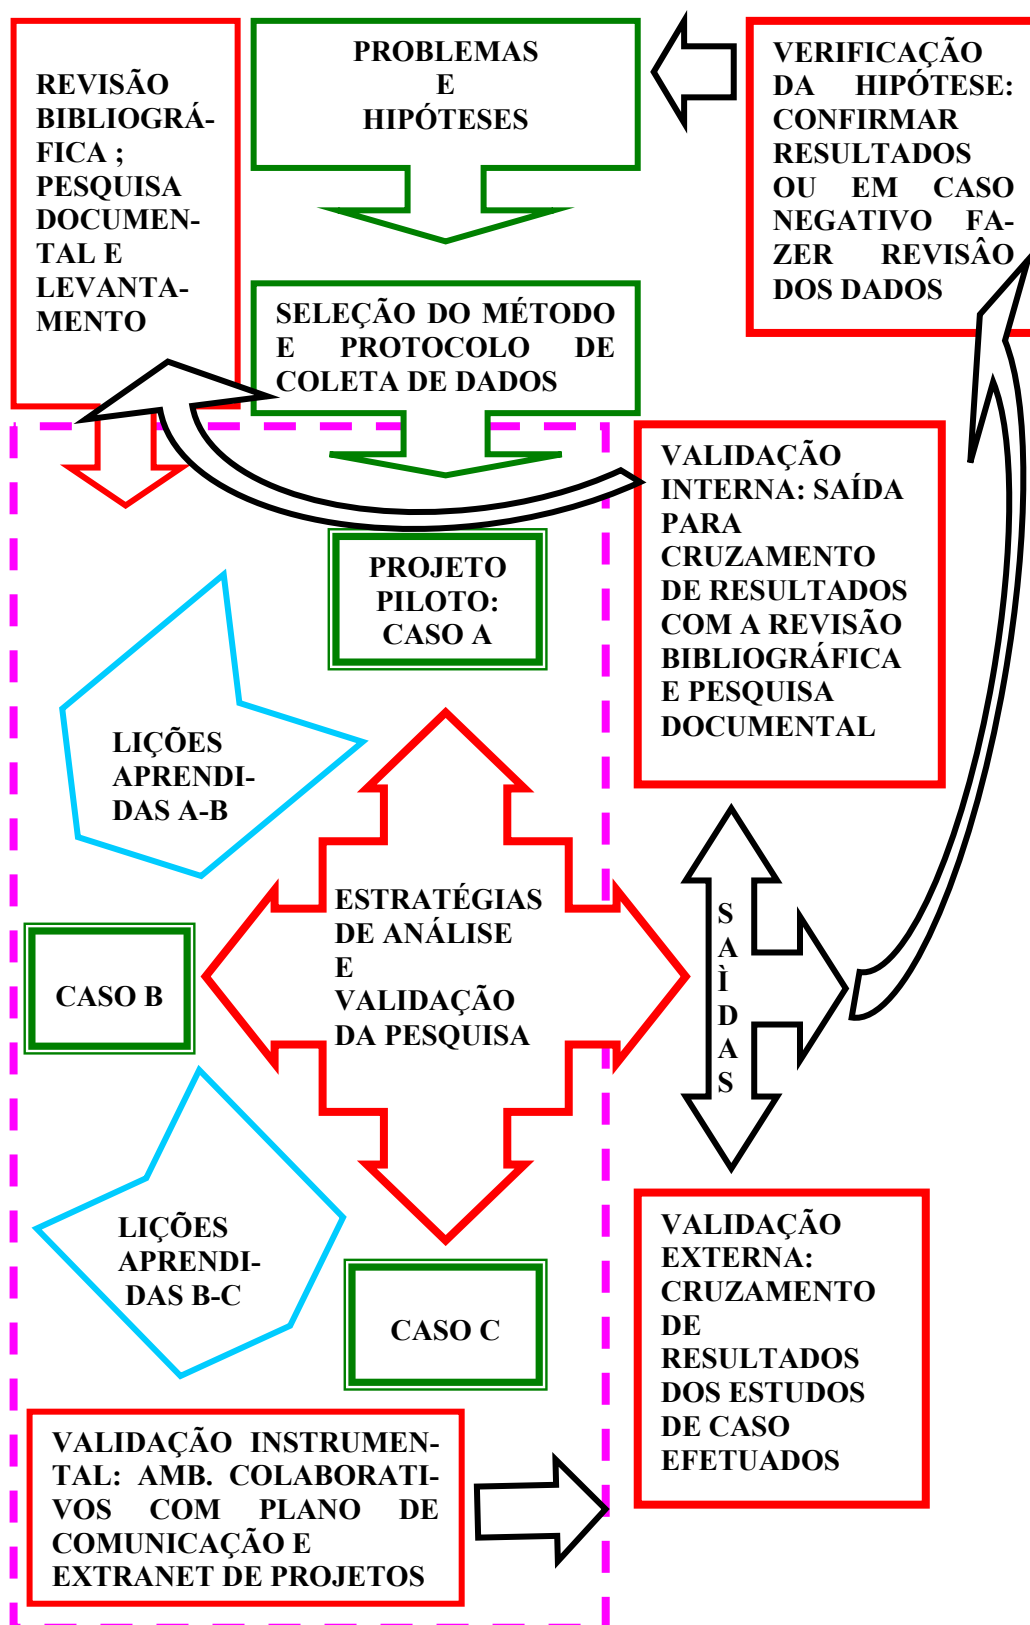 REVISÃO
BIBLIOGRÁ-
FICA ;
PESQUISA
DOCUMEN-
TAL E
LEVANTA-
MENTO
PROBLEMAS
E
HIPÓTESES
VERIFICAÇÃO
DA HIPÓTESE:
CONFIRMAR
RESULTADOS
OU EM CASO
NEGATIVO FA-
ZER REVISÂO
DOS DADOS
SELEÇÃO DO MÉTODO
E PROTOCOLO DE
COLETA DE DADOS
VALIDAÇÃO
INTERNA: SAÍDA
PARA
CRUZAMENTO
DE RESULTADOS
COM A REVISÃO
BIBLIOGRÁFICA
E PESQUISA
DOCUMENTAL
PROJETO
PILOTO:
CASO A
LIÇÕES
APRENDI-
DAS A-B
ESTRATÉGIAS
DE ANÁLISE
E
VALIDAÇÃO
DA PESQUISA
S
A
Ì
D
A
S
CASO B
LIÇÕES
APRENDI-
DAS B-C
CASO C
VALIDAÇÃO
EXTERNA:
CRUZAMENTO
DE
RESULTADOS
DOS ESTUDOS
DE CASO
EFETUADOS
VALIDAÇÃO INSTRUMEN-
TAL: AMB. COLABORATI-
VOS COM PLANO DE
COMUNICAÇÃO E
EXTRANET DE PROJETOS